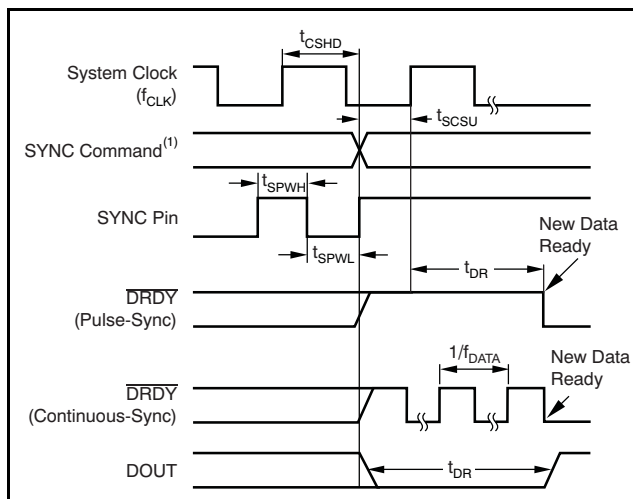 tCSHD
System Clock
(fCLK)
tSCSU
SYNC Command(1)
tSPWH
SYNC Pin
tSPWL
New Data
Ready
tDR
DRDY
(Pulse-Sync)
1/fDATA
New Data
Ready
DRDY
(Continuous-Sync)
DOUT
tDR